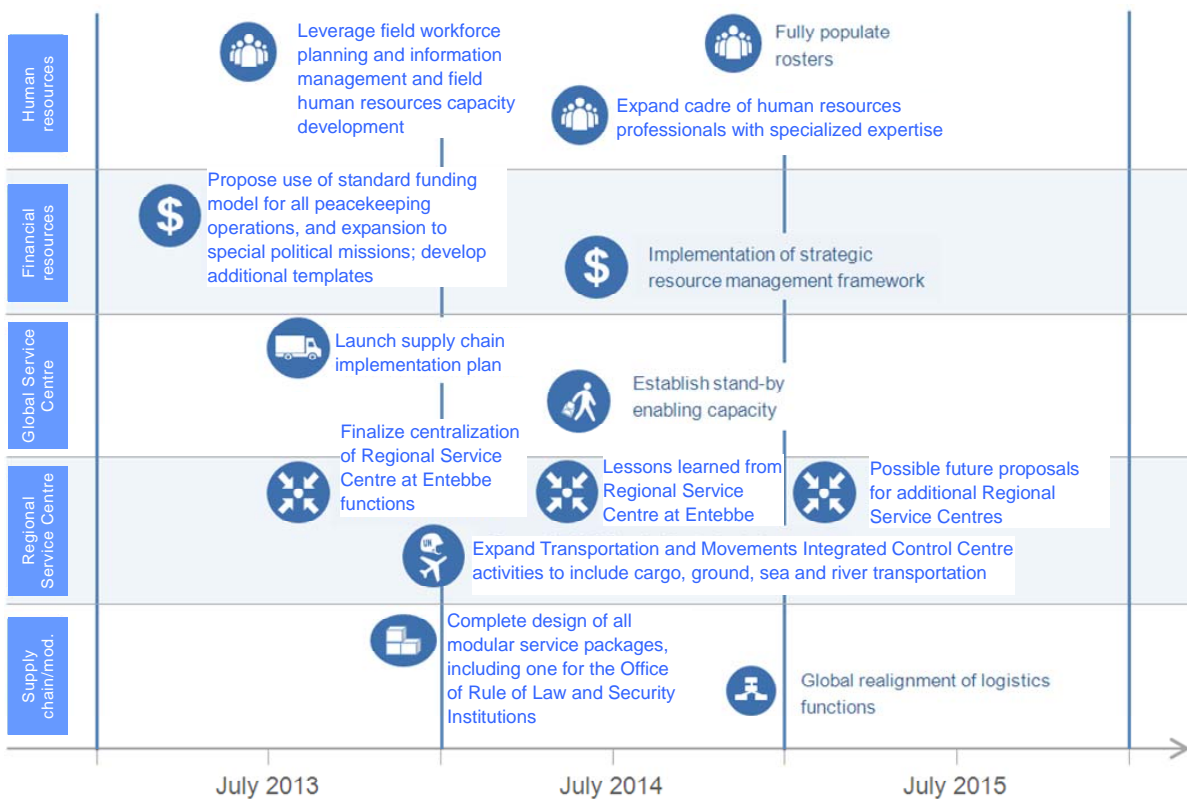 Human
resources
Leverage field workforce
planning and information
management and field
human resources capacity
development
Fully populate
rosters
Expand cadre of human resources
professionals with specialized expertise
Financial
resources
$
Propose use of standard funding
model for all peacekeeping
operations, and expansion to
special political missions; develop
additional templates
$
Implementation of strategic
resource management framework
Global Service
Centre
Launch supply chain
implementation plan
Establish stand-by
enabling capacity
Regional
Service Centre
Finalize centralization
of Regional Service
Centre at Entebbe
functions
Lessons learned from
Regional Service
Centre at Entebbe
Possible future proposals
for additional Regional
Service Centres
UN
Expand Transportation and Movements Integrated Control Centre
activities to include cargo, ground, sea and river transportation
Supply
chain/mod.
Complete design of all
modular service packages,
including one for the Office
of Rule of Law and Security
Institutions
Global realignment of logistics
functions
July 2013
July 2014
July 2015